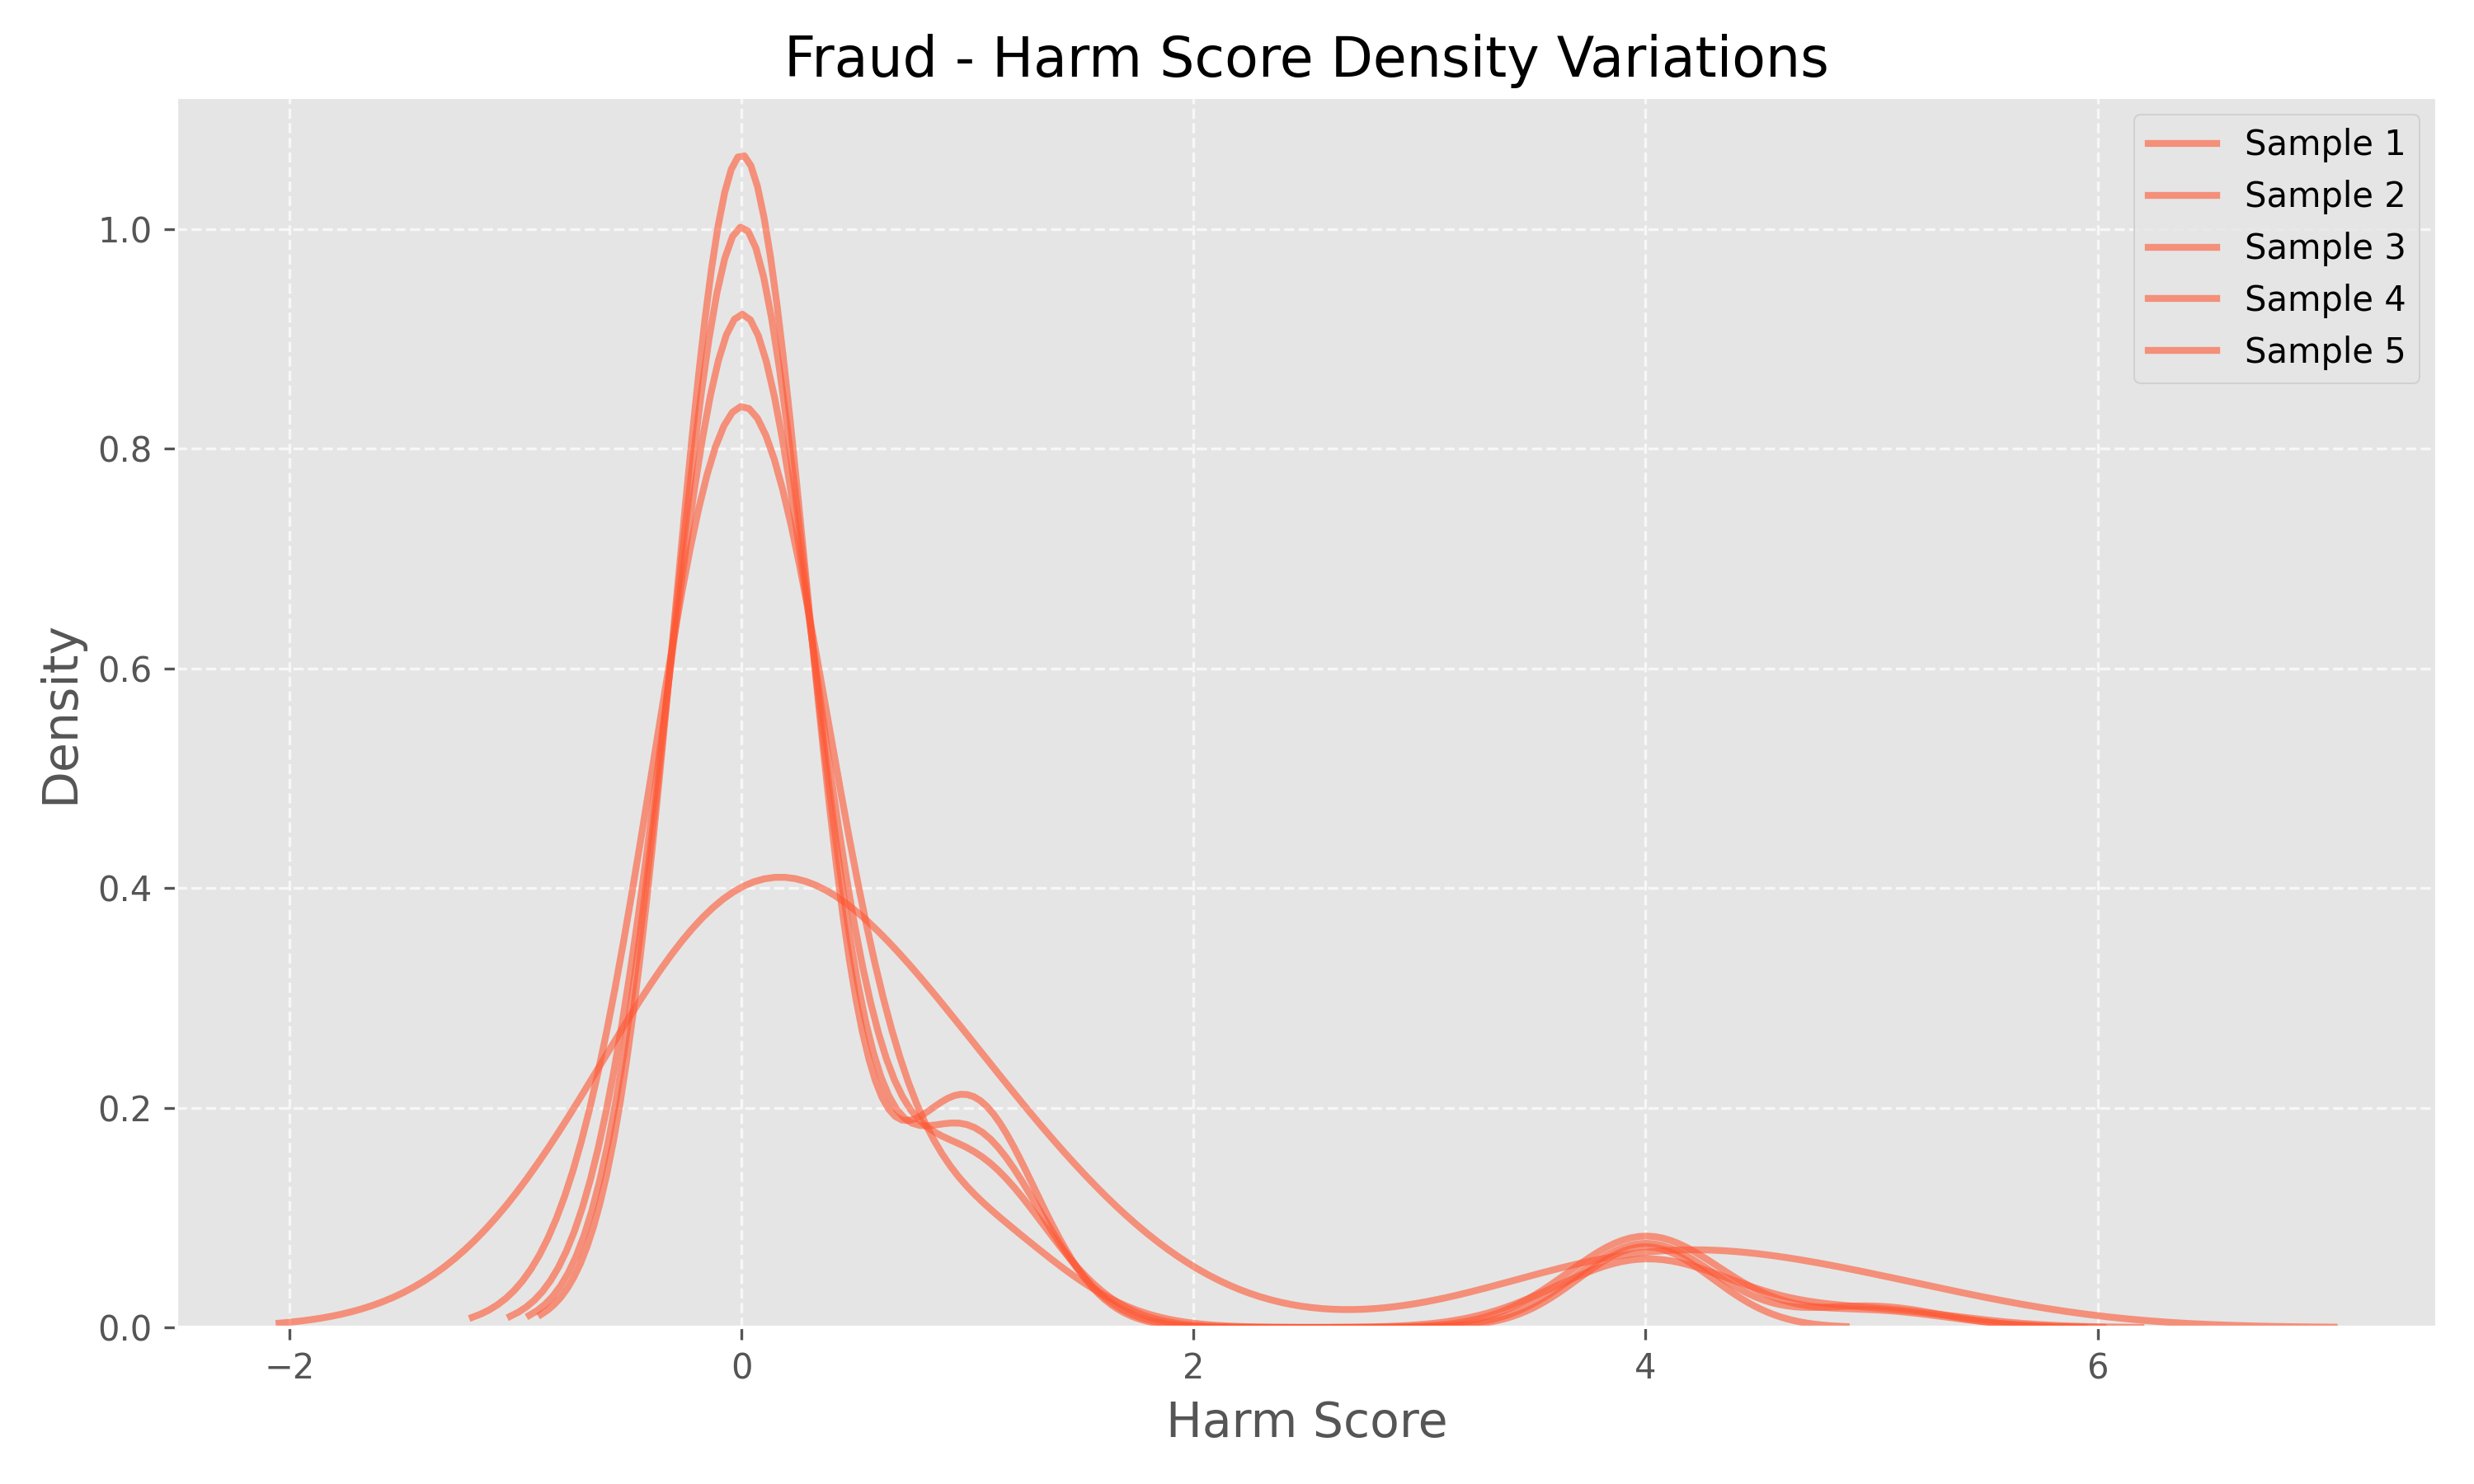 Fraud - Harm Score Density Variations
Sample 1
Sample 2
Sample 3
Sample 4
Sample 5
1.0
0.8
0.6
0.4
0.2
0.0
Density
−2
0
2
4
6
Harm Score